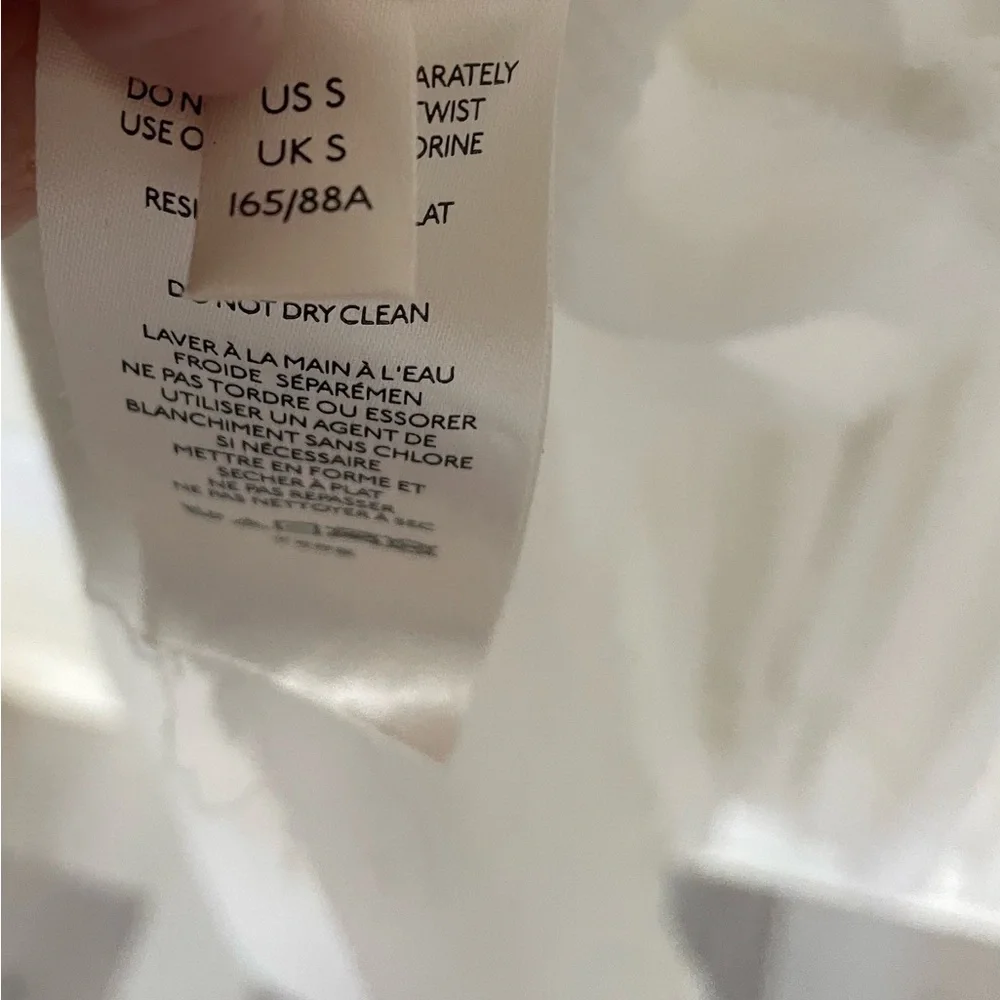 US S
UK S
165/88A
DO N
ARATELY
TWIST
USE O
ORINE
RESI
LAT
DO NOT DRY CLEAN
LAVER À LA MAIN À L'EAU
FROIDE SÉPARÉMEN
NE PAS TORDRE OU ESSORER
UTILISER UN AGENT DE
BLANCHIMENT SANS CHLORE
SI NÉCESSAIRE
METTRE EN FORME ET
SECHER À PLAT
NE PAS REPASSER
NE PAS NETTOYER À SEC